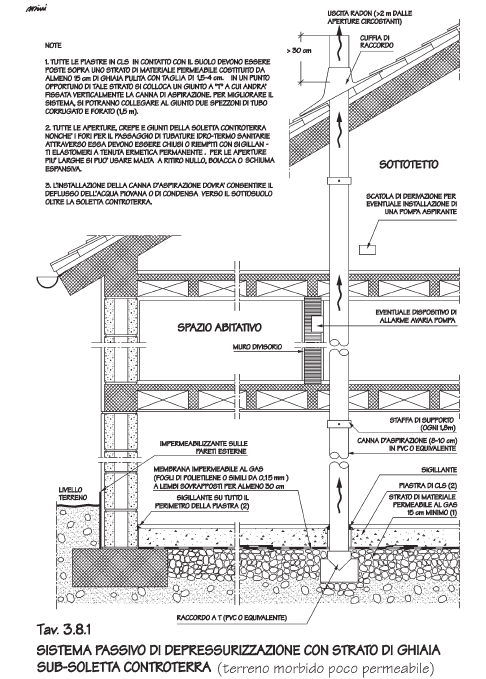 mini
USCITA RADON (>2 m DALLE
APERTURE CIRCOSTANTI)
CUFFIA DI
RACCORDO
> 30 cm
NOTE
1. TUTTE LE PIASTRE IN CLS IN CONTATTO CON IL SUOLO DEVONO ESSERE
POSTE SOPRA UNO STRATO DI MATERIALE PERMEABILE COSTITUITO DA
ALMENO 15 cm DI GHIAIA PULITA CON TAGLIA DI 1,5-4 cm. IN UN PUNTO
OPPORTUNO DI TALE STRATO SI COLLOCA UN GIUNTO A "T" A CUI ANDRA'
FISSATA VERTICALMENTE LA CANNA DI ASPIRAZIONE. PER MIGLIORARE IL
SISTEMA, SI POTRANNO COLLEGARE AL GIUNTO DUE SPEZZONI DI TUBO
CORRUGATO E FORATO (1,5 m).
2. TUTTE LE APERTURE, CREPE E GIUNTI DELLA SOLETTA CONTROTERRA
NONCHE' I FORI PER IL PASSAGGIO DI TUBATURE IDRO-TERMO SANITARIE
ATTRAVERSO ESSA DEVONO ESSERE CHIUSI O RIEMPITI CON SIGILLAN -
TI ELASTOMERI A TENUTA ERMETICA PERMANENTE . PER LE APERTURE
PIU' LARGHE SI PUO' USARE MALTA A RITIRO NULLO, BOIACCA O SCHIUMA
ESPANSIVA.
3. L'INSTALLAZIONE DELLA CANNA D'ASPIRAZIONE DOVRA' CONSENTIRE IL
DEFLUSSO DELL'ACQUA PIOVANA O DI CONDENSA VERSO IL SOTTOSUOLO
OLTRE LA SOLETTA CONTROTERRA.
SOTTOTETTO
SCATOLA DI DERIVAZIONE PER
EVENTUALE INSTALLAZIONE DI
UNA POMPA ASPIRANTE
SPAZIO ABITATIVO
EVENTUALE DISPOSITIVO DI
ALLARME AVARIA POMPA
MURO DIVISORIO
STAFFA DI SUPPORTO
(OGNI 1,8m)
CANNA D'ASPIRAZIONE (8-10 cm)
IN PVC O EQUIVALENTE
IMPERMEABILIZZANTE SULLE
PARETI ESTERNE
MEMBRANA IMPERMEABILE AL GAS
(FOGLI DI POLIETILENE O SIMILI DA 0,15 mm )
A LEMBI SOVRAPPOSTI PER ALMENO 30 cm
SIGILLANTE SU TUTTO IL
PERIMETRO DELLA PIASTRA (2)
LIVELLO
TERRENO
SIGILLANTE
PIASTRA DI CLS (2)
STRATO DI MATERIALE
PERMEABILE AL GAS
15 cm MINIMO (1)
RACCORDO A T (PVC O EQUIVALENTE)
Tav. 3.8.1
SISTEMA PASSIVO DI DEPRESSURIZZAZIONE CON STRATO DI GHIAIA
SUB-SOLETTA CONTROTERRA (terreno morbido poco permeabile)